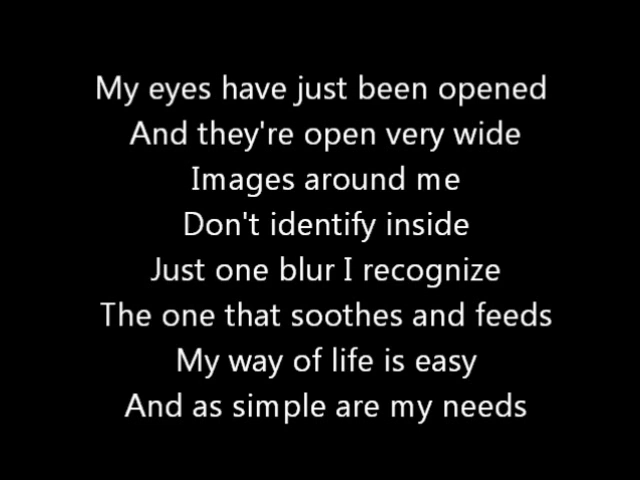 My eyes have just been opened
And they're open very wide
Images around me
Don't identify inside
Just one blur I recognize
The one that soothes and feeds
My way of life is easy
And as simple are my needs